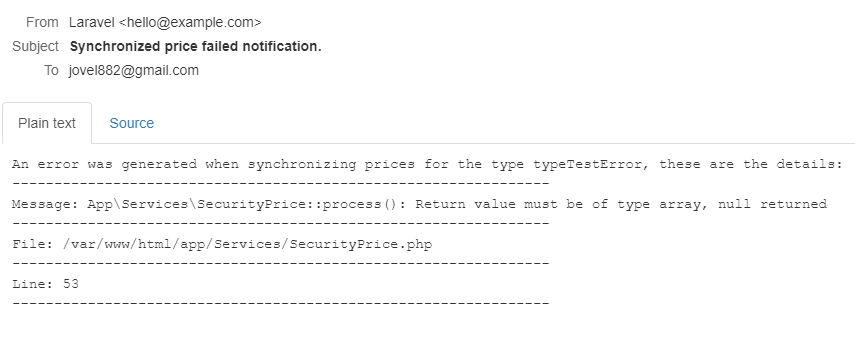 From Laravel <hello@example.com>
Subject Synchronized price failed notification.
To jovel882@gmail.com
Plain text Source
An error was generated when synchronizing prices for the type typeTestError, these are the details:
----------------------------------------------------------------
Message: App\Services\SecurityPrice::process(): Return value must be of type array, null returned
----------------------------------------------------------------
File: /var/www/html/app/Services/SecurityPrice.php
----------------------------------------------------------------
Line: 53
----------------------------------------------------------------